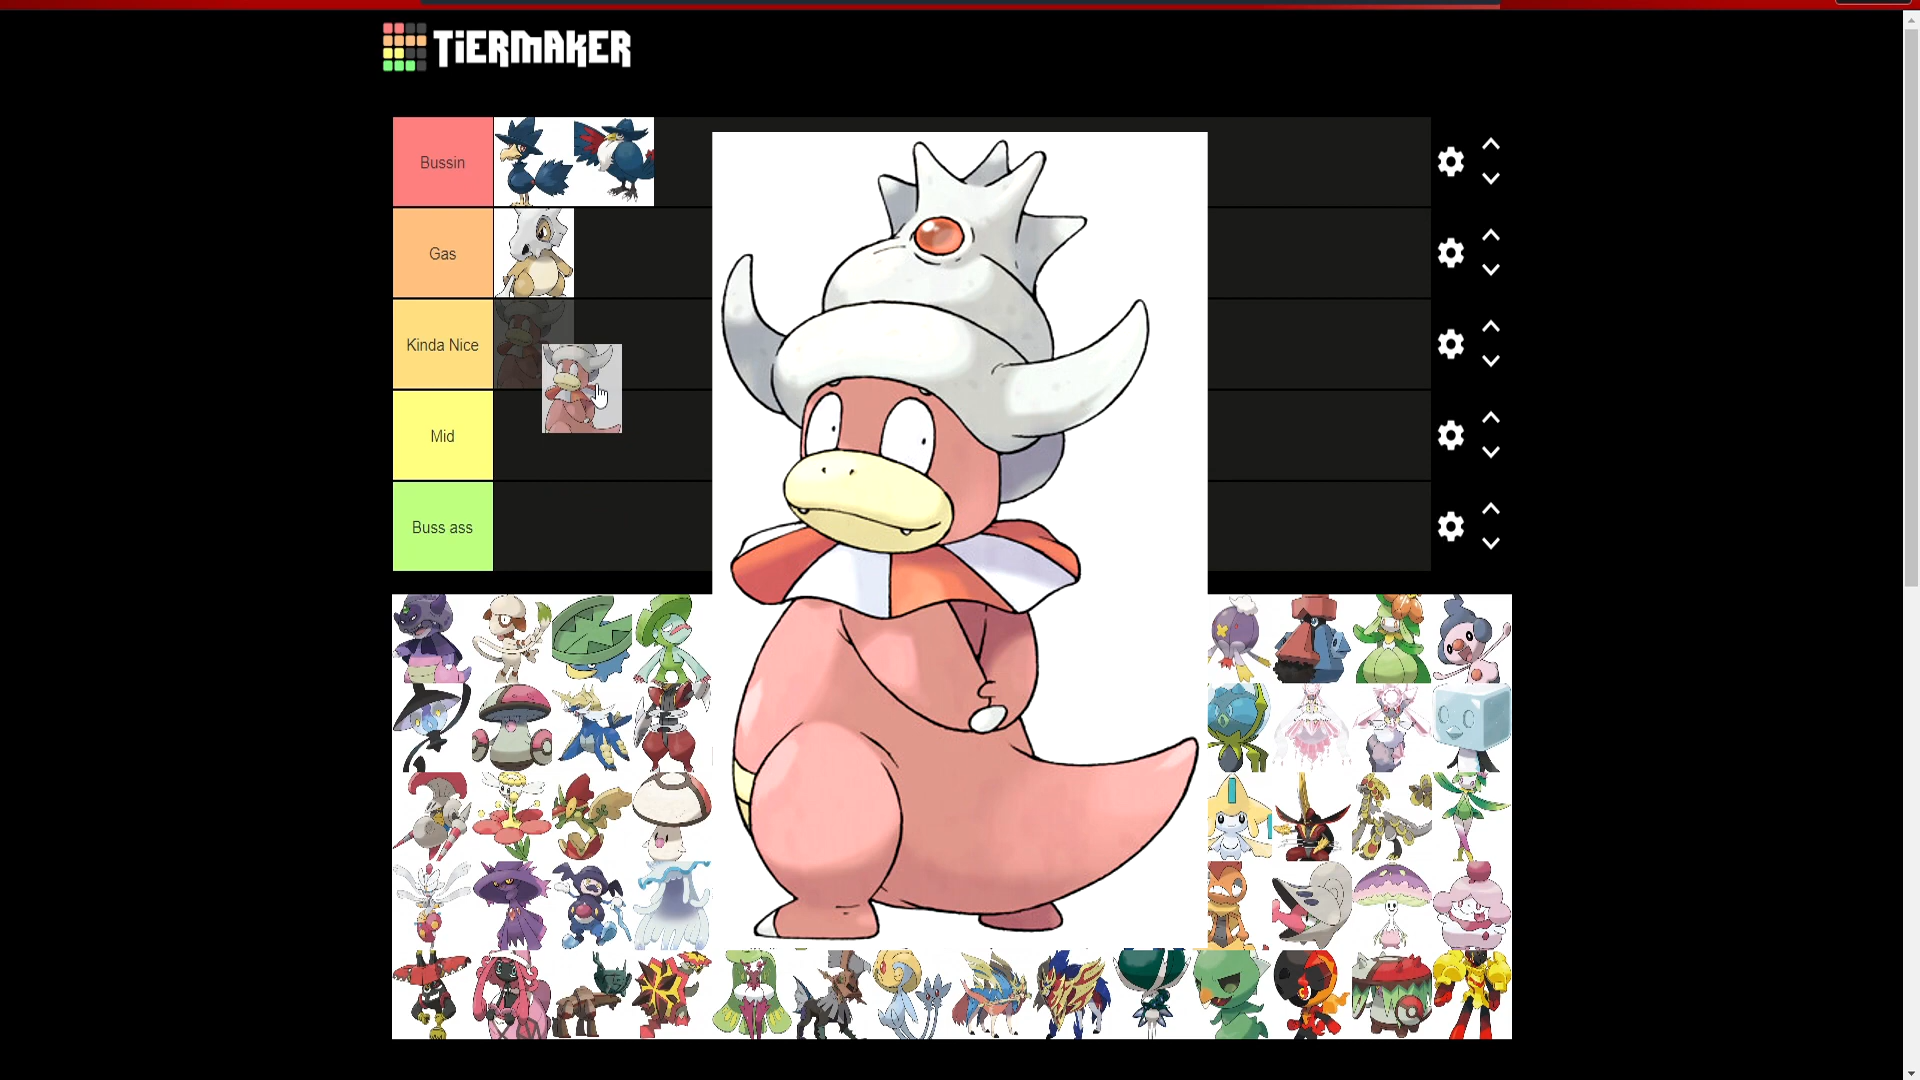 TiERMAKER
Bussin
Gas
Kinda Nice
Mid
Buss ass